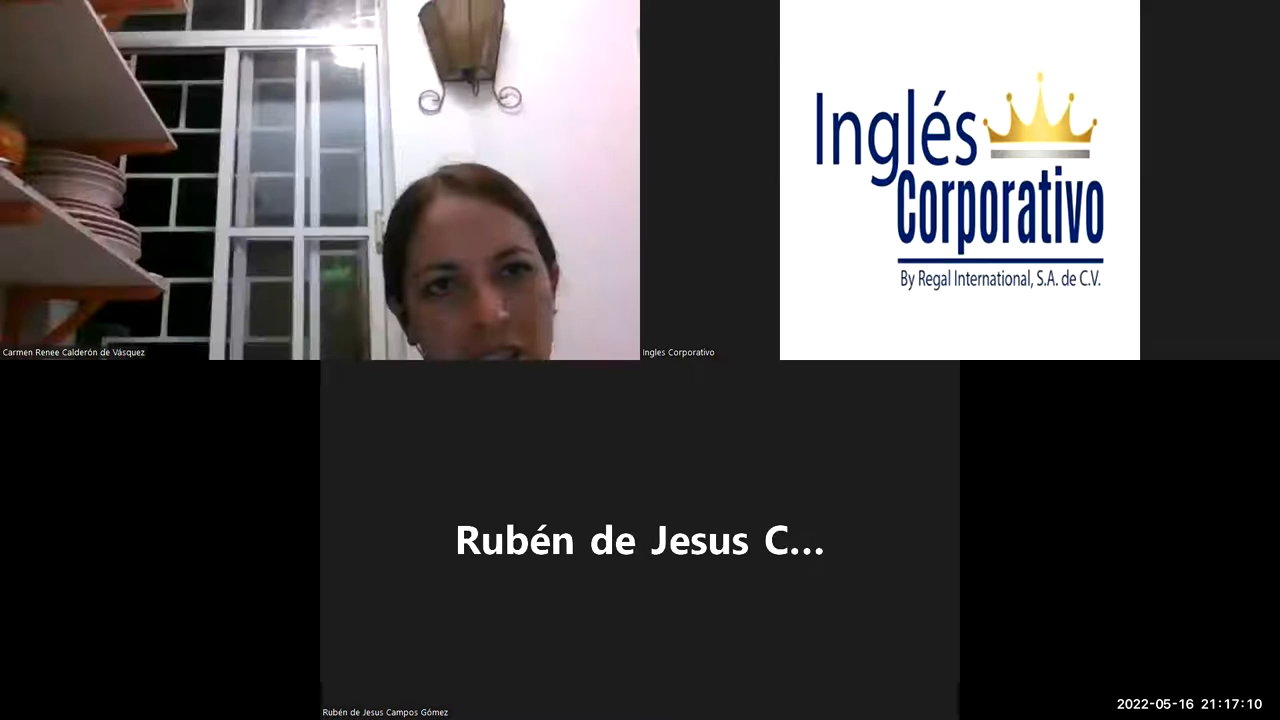 Inglés
Corporativo
By Regal International, S.A. de C.V.
Carmen Renee Calderón de Vásquez
Ingles Corporativo
Rubén de Jesus C...
Rubén de Jesus Campos Gómez
2022-05-16 21:17:10